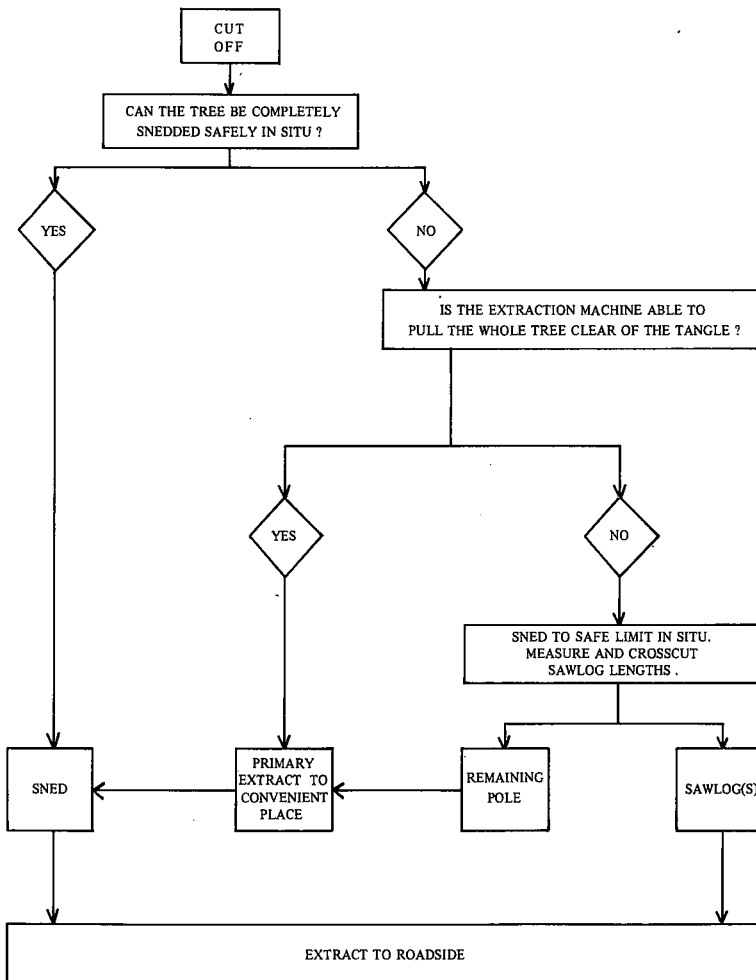 CUT
OFF
CAN THE TREE BE COMPLETELY
SNEDDED SAFELY IN SITU ?
YES
NO
IS THE EXTRACTION MACHINE ABLE TO
PULL THE WHOLE TREE CLEAR OF THE TANGLE ?
YES
NO
SNED TO SAFE LIMIT IN SITU.
MEASURE AND CROSSCUT
SAWLOG LENGTHS .
SNED
PRIMARY
EXTRACT TO
CONVENIENT
PLACE
REMAINING
POLE
SAWLOG(S)
EXTRACT TO ROADSIDE